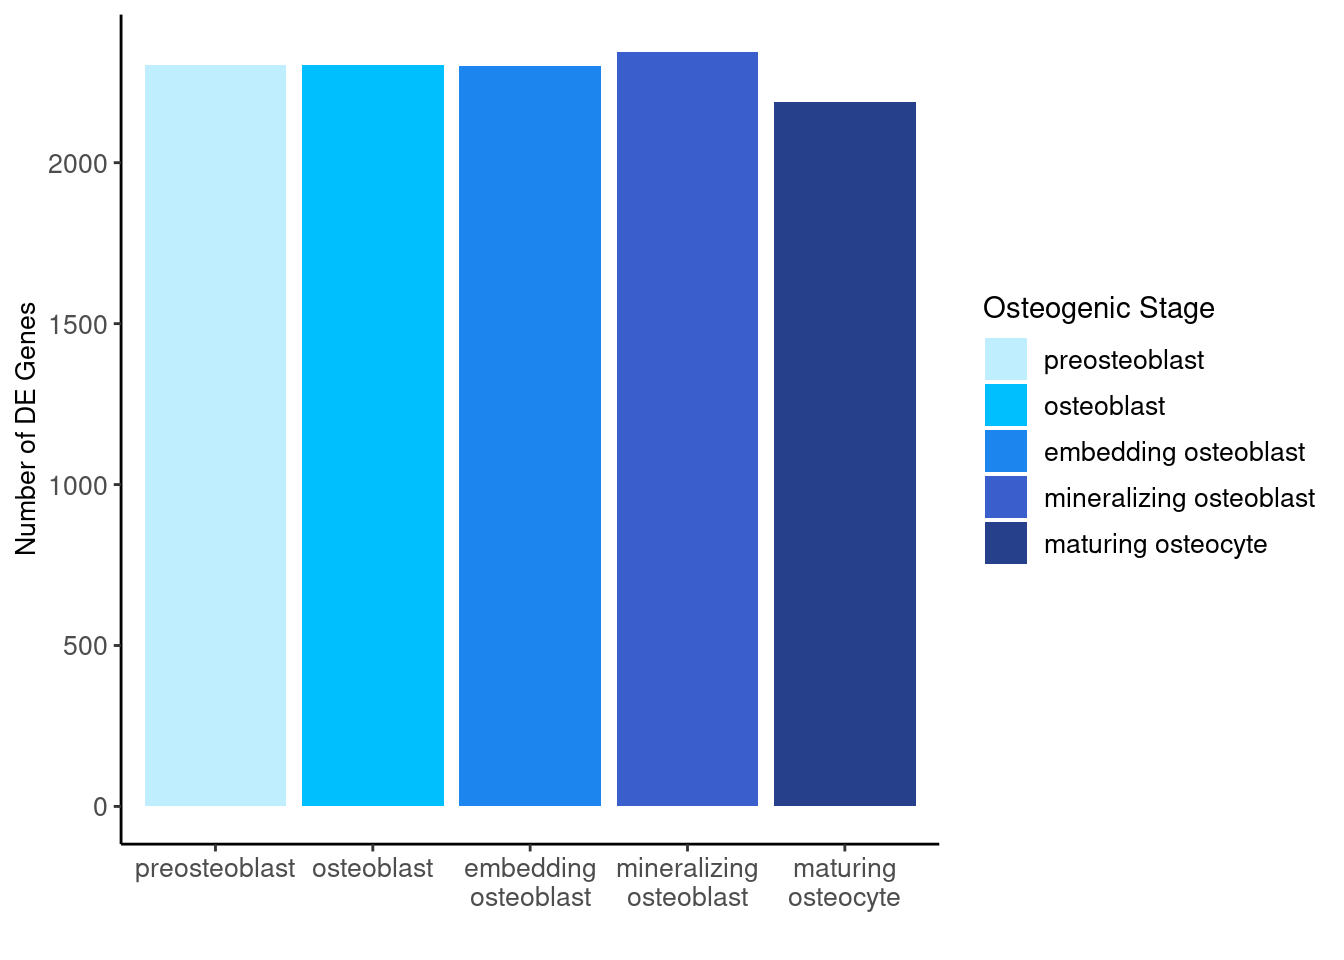 Number of DE Genes
2000
1500
1000
500
0
preosteoblast
osteoblast
embedding
osteoblast
mineralizing
osteoblast
maturing
osteocyte
Osteogenic Stage
preosteoblast
osteoblast
embedding osteoblast
mineralizing osteoblast
maturing osteocyte